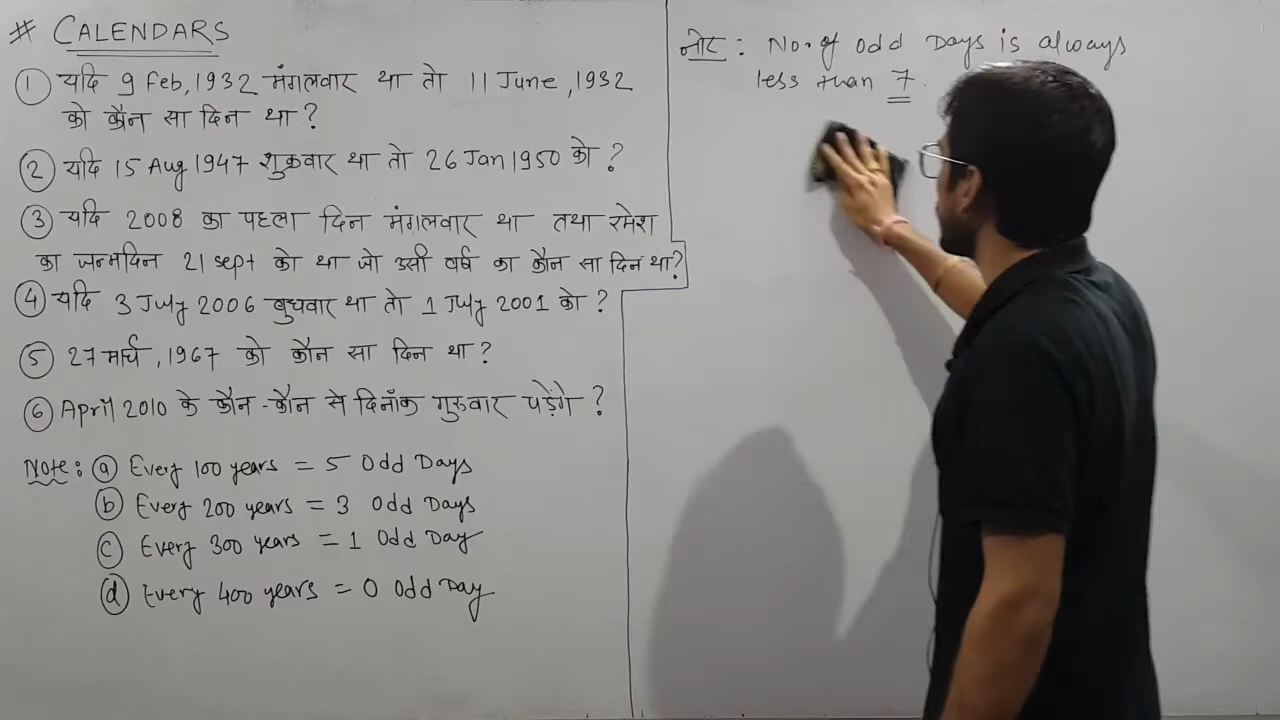 # CALENDARS
① यदि 9 Feb, 1932 मंगलवार था तो 11 June, 1932
को कौन सा दिन था ?
② यदि 15 Aug 1947 शुक्रवार था तो 26 Jan 1950 को ?
③ यदि 2008 का पहला दिन मंगलवार था तथा रमेश
का जन्मदिन 21 sept को था जो उसी वर्ष का कौन सा दिन था ?
④ यदि 3 July 2006 बुधवार था तो 1 July 2001 को ?
⑤ 27 मार्च, 1967 को कौन सा दिन था ?
⑥ April 2010 के कौन-कौन से दिनाँक गुरुवार पड़ेंगे ?
Note : ⓐ Every 100 years = 5 Odd Days
ⓑ Every 200 years = 3 Odd Days
ⓒ Every 300 years = 1 Odd Day
ⓓ Every 400 years = 0 Odd Day
नोट : No. of odd Days is always
less than 7.